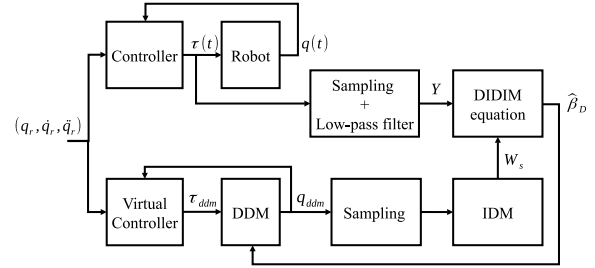 τ(t)
q(t)
Controller
Robot
Sampling
+
Low-pass filter
Y
DIDIM
equation
β̂_D
(q_r, q̇_r, q̈_r)
W_s
Virtual
Controller
τ_ddm
DDM
q_ddm
Sampling
IDM